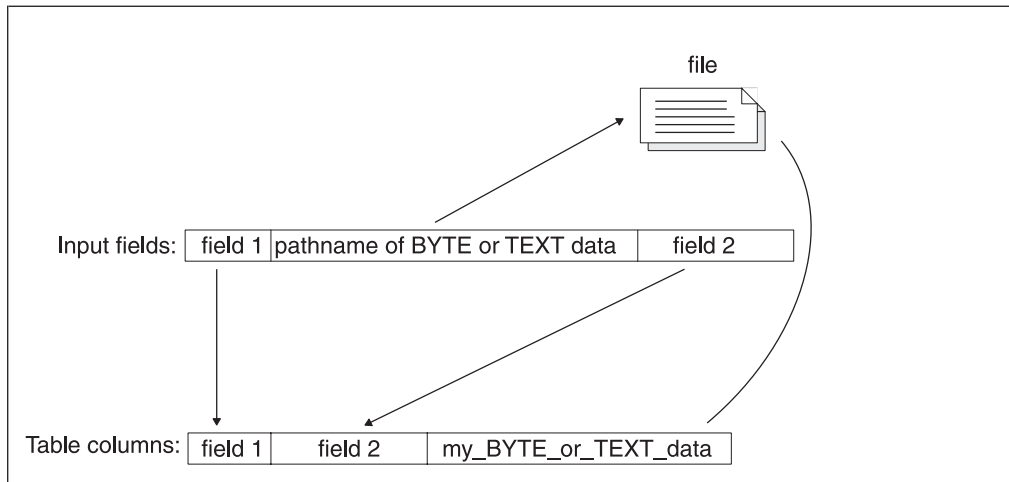 file
Input fields: field 1 pathname of BYTE or TEXT data field 2
Table columns: field 1 field 2 my_BYTE_or_TEXT_data